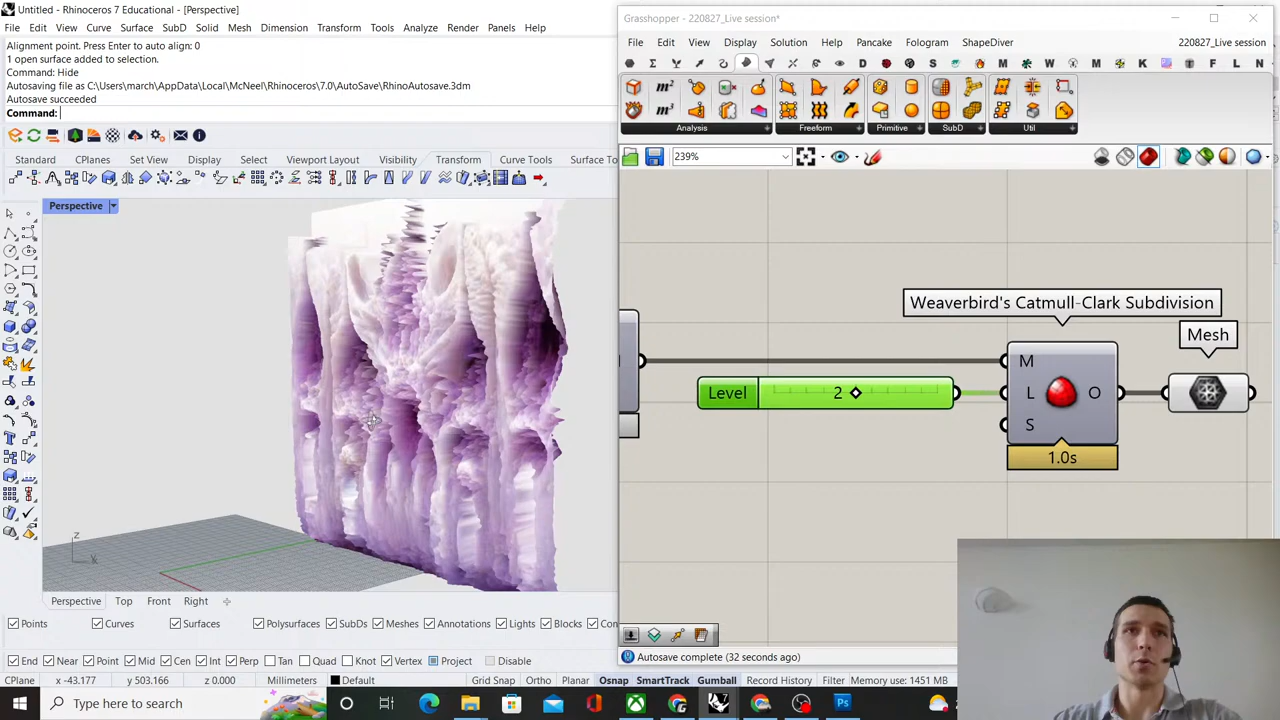 Untitled - Rhinoceros 7 Educational - [Perspective]
File Edit View Curve Surface SubD Solid Mesh Dimension Transform Tools Analyze Render Panels Help
Alignment point. Press Enter to auto align: 0
1 open surface added to selection.
Command: Hide
Autosaving file as C:\Users\march\AppData\Local\McNeel\Rhinoceros\7.0\AutoSave\RhinoAutosave.3dm
Autosave succeeded
Command:
Standard CPlanes Set View Display Select Viewport Layout Visibility Transform Curve Tools Surface To
Perspective
z
x
Perspective Top Front Right
Points Curves Surfaces Polysurfaces SubDs Meshes Annotations Lights Blocks Con
End Near Point Mid Cen Int Perp Tan Quad Knot Vertex Project Disable
CPlane x -43.177 y 503.166 z 0.000 Millimeters Default Grid Snap Ortho Planar Osnap SmartTrack Gumball Record History Filter Memory use: 1451 MB
Grasshopper - 220827_Live session*
File Edit View Display Solution Help Pancake Fologram ShapeDiver 220827_Live session
D S M W M K M T F L N
m² m³
Analysis Freeform Primitive SubD Util
239%
Weaverbird's Catmull-Clark Subdivision
Mesh
Level 2
M
L O
S
1.0s
Autosave complete (32 seconds ago)
Type here to search
Ps